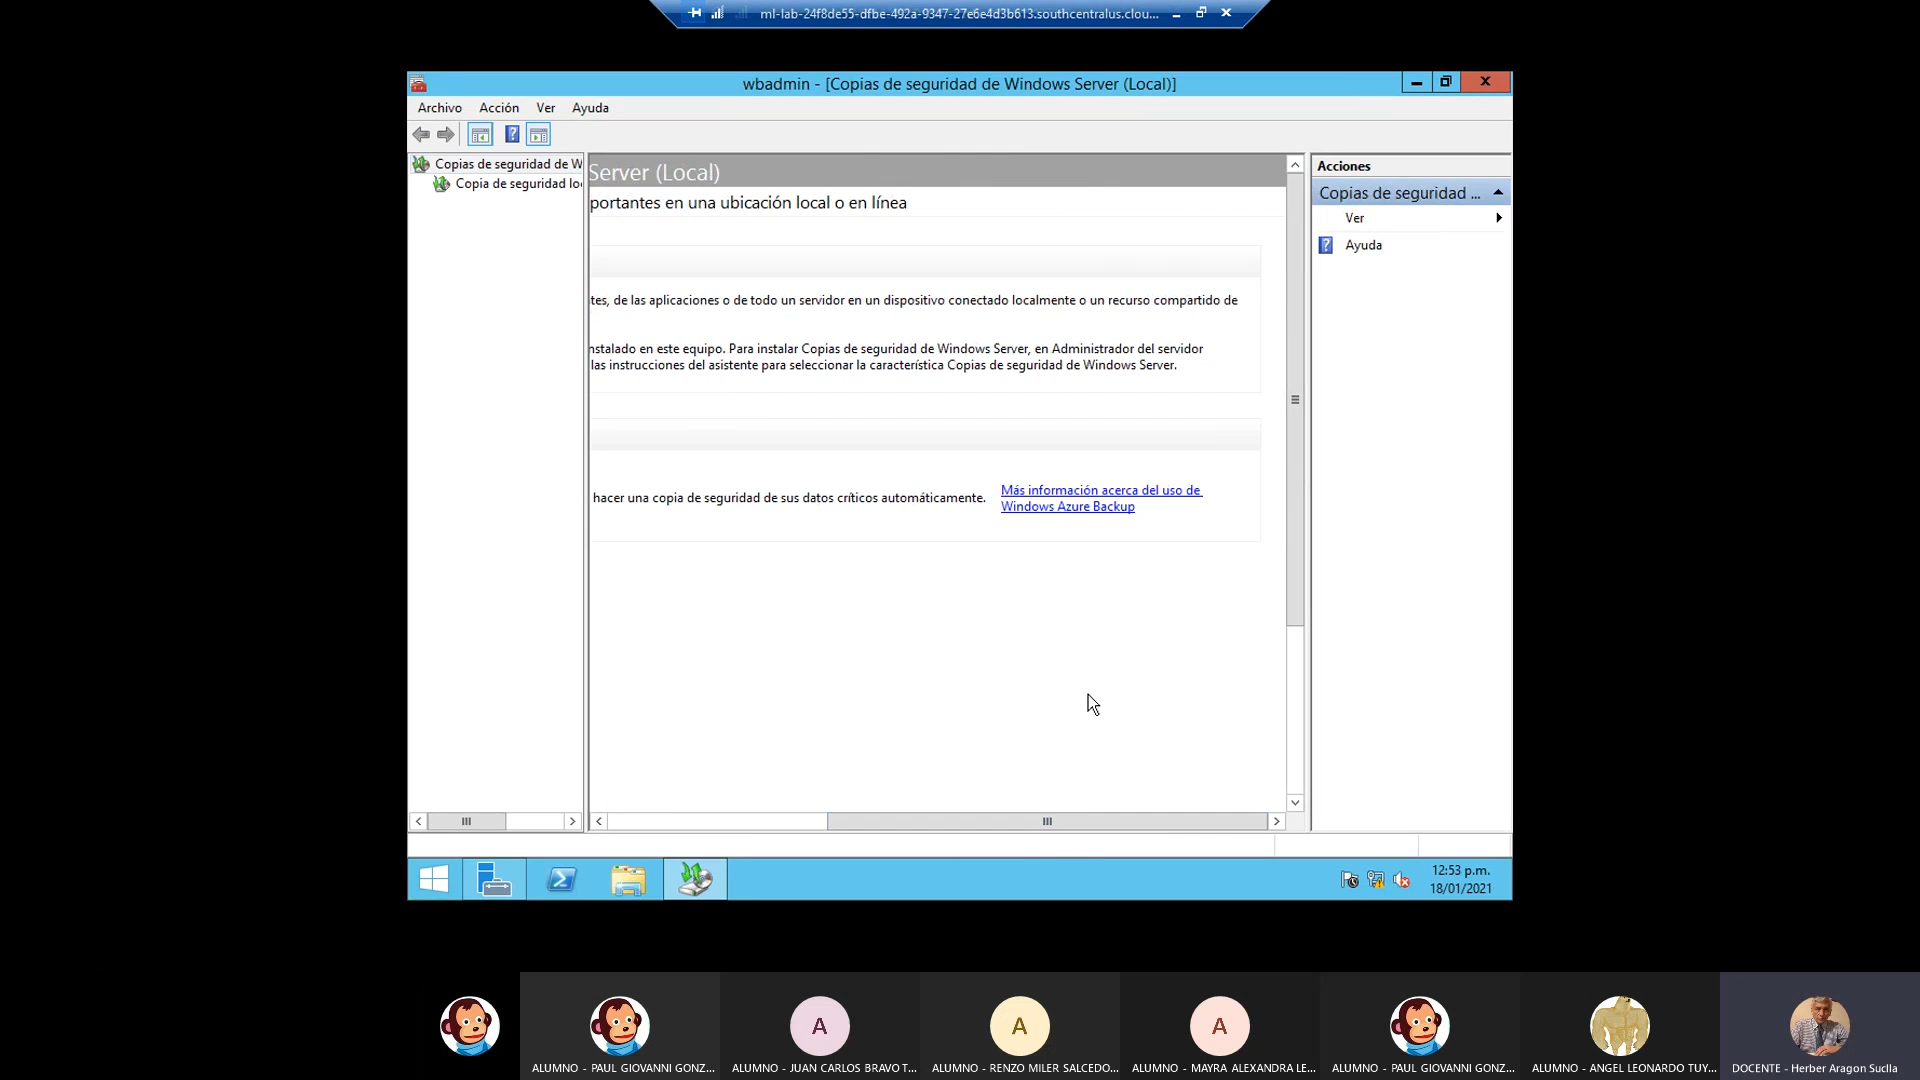 ml-lab-24f8de55-dfbe-492a-9347-27e6e4d3b613.southcentralus.clou...
wbadmin - [Copias de seguridad de Windows Server (Local)]
Archivo Acción Ver Ayuda
Copias de seguridad de W
Copia de seguridad lo
Server (Local)
portantes en una ubicación local o en línea
tes, de las aplicaciones o de todo un servidor en un dispositivo conectado localmente o un recurso compartido de
nstalado en este equipo. Para instalar Copias de seguridad de Windows Server, en Administrador del servidor
las instrucciones del asistente para seleccionar la característica Copias de seguridad de Windows Server.
hacer una copia de seguridad de sus datos críticos automáticamente.
Más información acerca del uso de
Windows Azure Backup
Acciones
Copias de seguridad ...
Ver
Ayuda
12:53 p.m.
18/01/2021
A
A
A
ALUMNO - PAUL GIOVANNI GONZ...
ALUMNO - JUAN CARLOS BRAVO T...
ALUMNO - RENZO MILER SALCEDO...
ALUMNO - MAYRA ALEXANDRA LE...
ALUMNO - PAUL GIOVANNI GONZ...
ALUMNO - ANGEL LEONARDO TUY...
DOCENTE - Herber Aragon Suclla